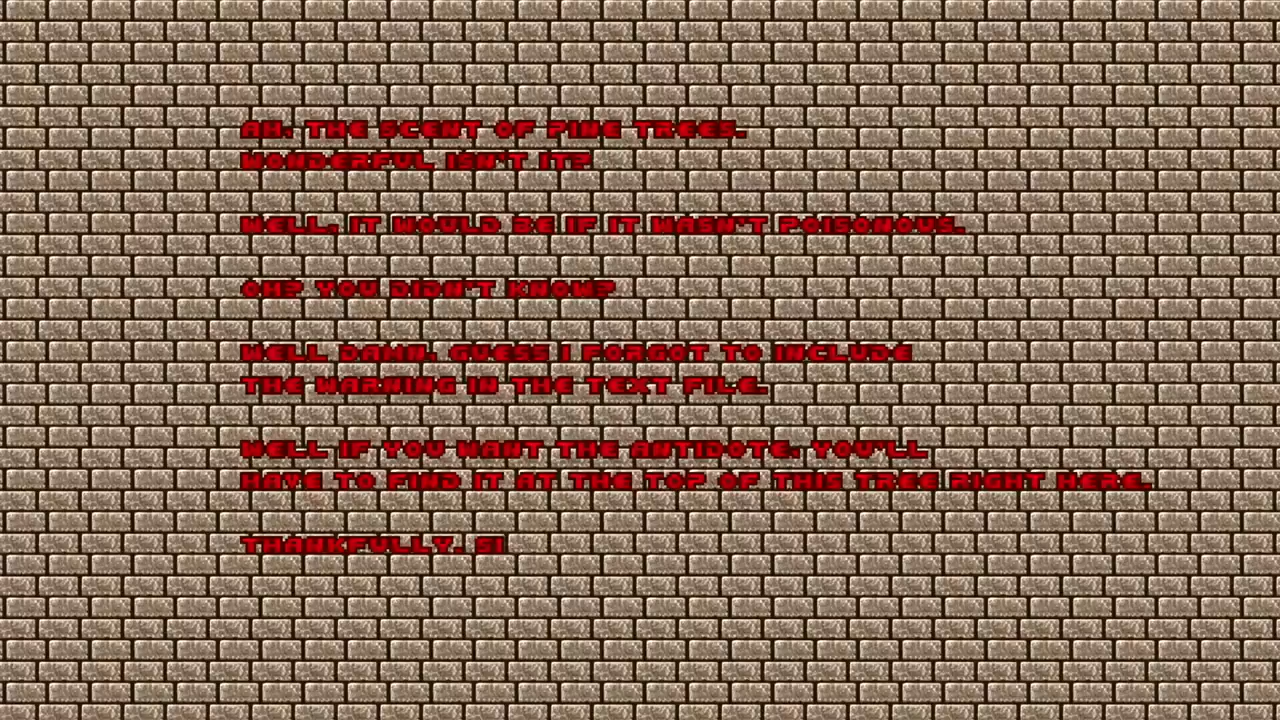 AH, THE SCENT OF PINE TREES.
WONDERFUL ISN'T IT?
WELL, IT WOULD BE IF IT WASN'T POISONOUS.
OH? YOU DIDN'T KNOW?
WELL DAMN, GUESS I FORGOT TO INCLUDE
THE WARNING IN THE TEXT FILE.
WELL IF YOU WANT THE ANTIDOTE, YOU'LL
HAVE TO FIND IT AT THE TOP OF THIS TREE RIGHT HERE.
THANKFULLY, SI